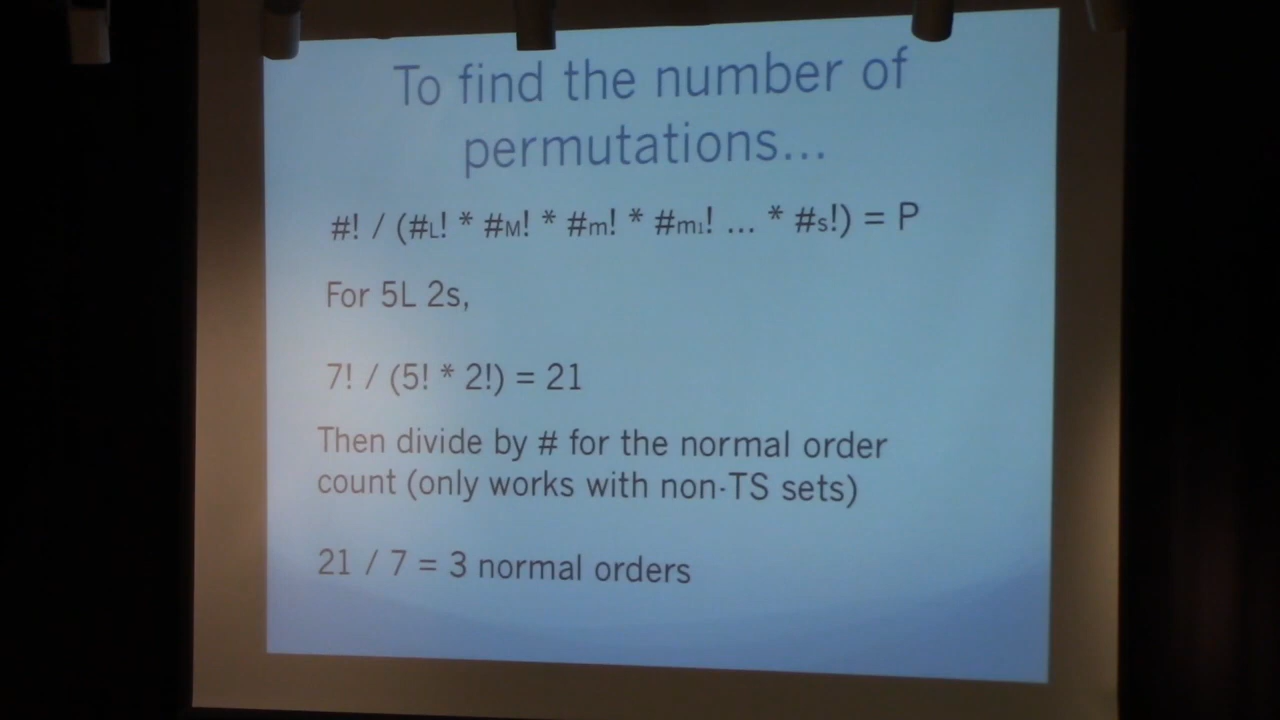 To find the number of
permutations...
#! / (#L! * #M! * #m! * #m₁! ... * #s!) = P
For 5L 2s,
7! / (5! * 2!) = 21
Then divide by # for the normal order
count (only works with non-TS sets)
21 / 7 = 3 normal orders